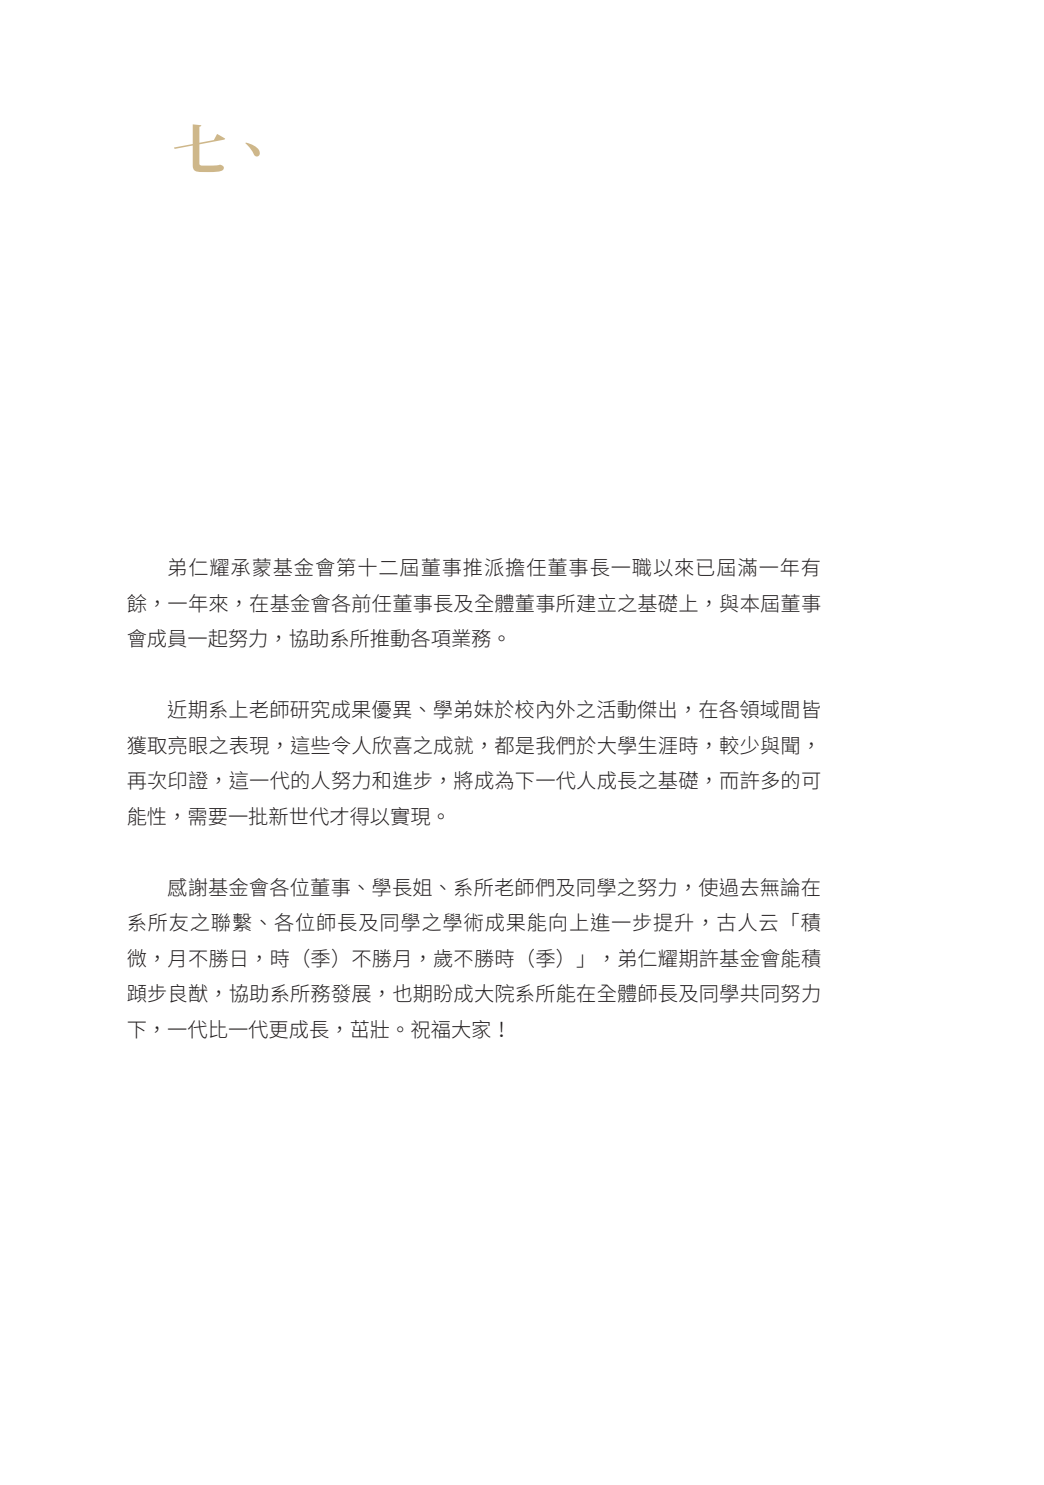 七、
弟仁耀承蒙基金會第十二屆董事推派擔任董事長一職以來已屆滿一年有
餘，一年來，在基金會各前任董事長及全體董事所建立之基礎上，與本屆董事
會成員一起努力，協助系所推動各項業務。
近期系上老師研究成果優異、學弟妹於校內外之活動傑出，在各領域間皆
獲取亮眼之表現，這些令人欣喜之成就，都是我們於大學生涯時，較少與聞，
再次印證，這一代的人努力和進步，將成為下一代人成長之基礎，而許多的可
能性，需要一批新世代才得以實現。
感謝基金會各位董事、學長姐、系所老師們及同學之努力，使過去無論在
系所友之聯繫、各位師長及同學之學術成果能向上進一步提升，古人云「積
微，月不勝日，時（季）不勝月，歲不勝時（季）」，弟仁耀期許基金會能積
蹞步良猷，協助系所務發展，也期盼成大院系所能在全體師長及同學共同努力
下，一代比一代更成長，茁壯。祝福大家！